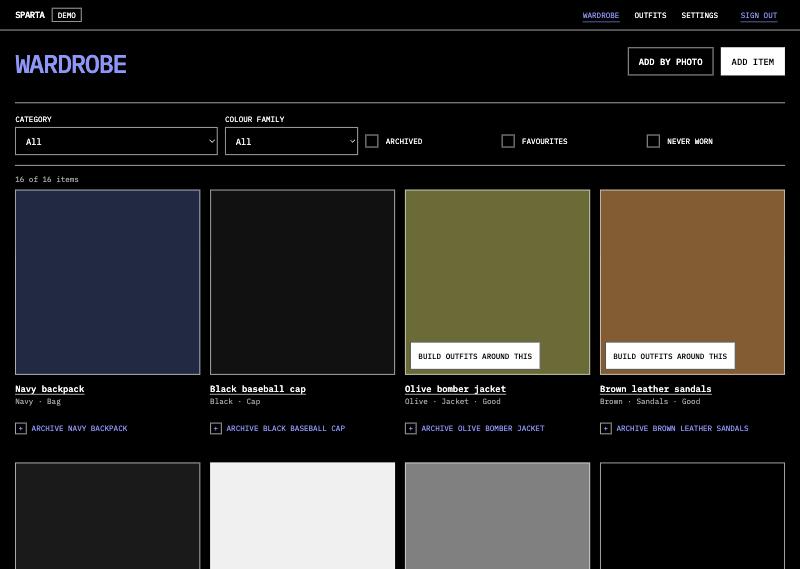 SPARTA DEMO WARDROBE OUTFITS SETTINGS SIGN OUT
WARDROBE ADD BY PHOTO ADD ITEM
CATEGORY COLOUR FAMILY
All All ARCHIVED FAVOURITES NEVER WORN
16 of 16 items
BUILD OUTFITS AROUND THIS BUILD OUTFITS AROUND THIS
Navy backpack Black baseball cap Olive bomber jacket Brown leather sandals
Navy · Bag Black · Cap Olive · Jacket · Good Brown · Sandals · Good
+ ARCHIVE NAVY BACKPACK + ARCHIVE BLACK BASEBALL CAP + ARCHIVE OLIVE BOMBER JACKET + ARCHIVE BROWN LEATHER SANDALS